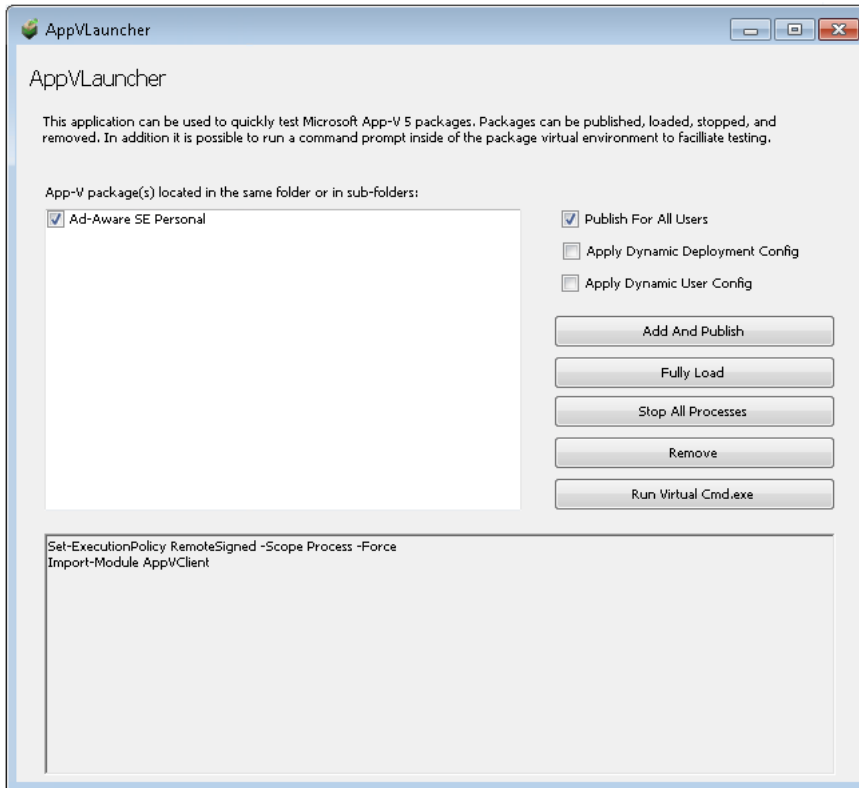 AppVLauncher
AppVLauncher
This application can be used to quickly test Microsoft App-V 5 packages. Packages can be published, loaded, stopped, and
removed. In addition it is possible to run a command prompt inside of the package virtual environment to facilliate testing.
App-V package(s) located in the same folder or in sub-folders:
Ad-Aware SE Personal
Publish For All Users
Apply Dynamic Deployment Config
Apply Dynamic User Config
Add And Publish
Fully Load
Stop All Processes
Remove
Run Virtual Cmd.exe
Set-ExecutionPolicy RemoteSigned -Scope Process -Force
Import-Module AppVClient